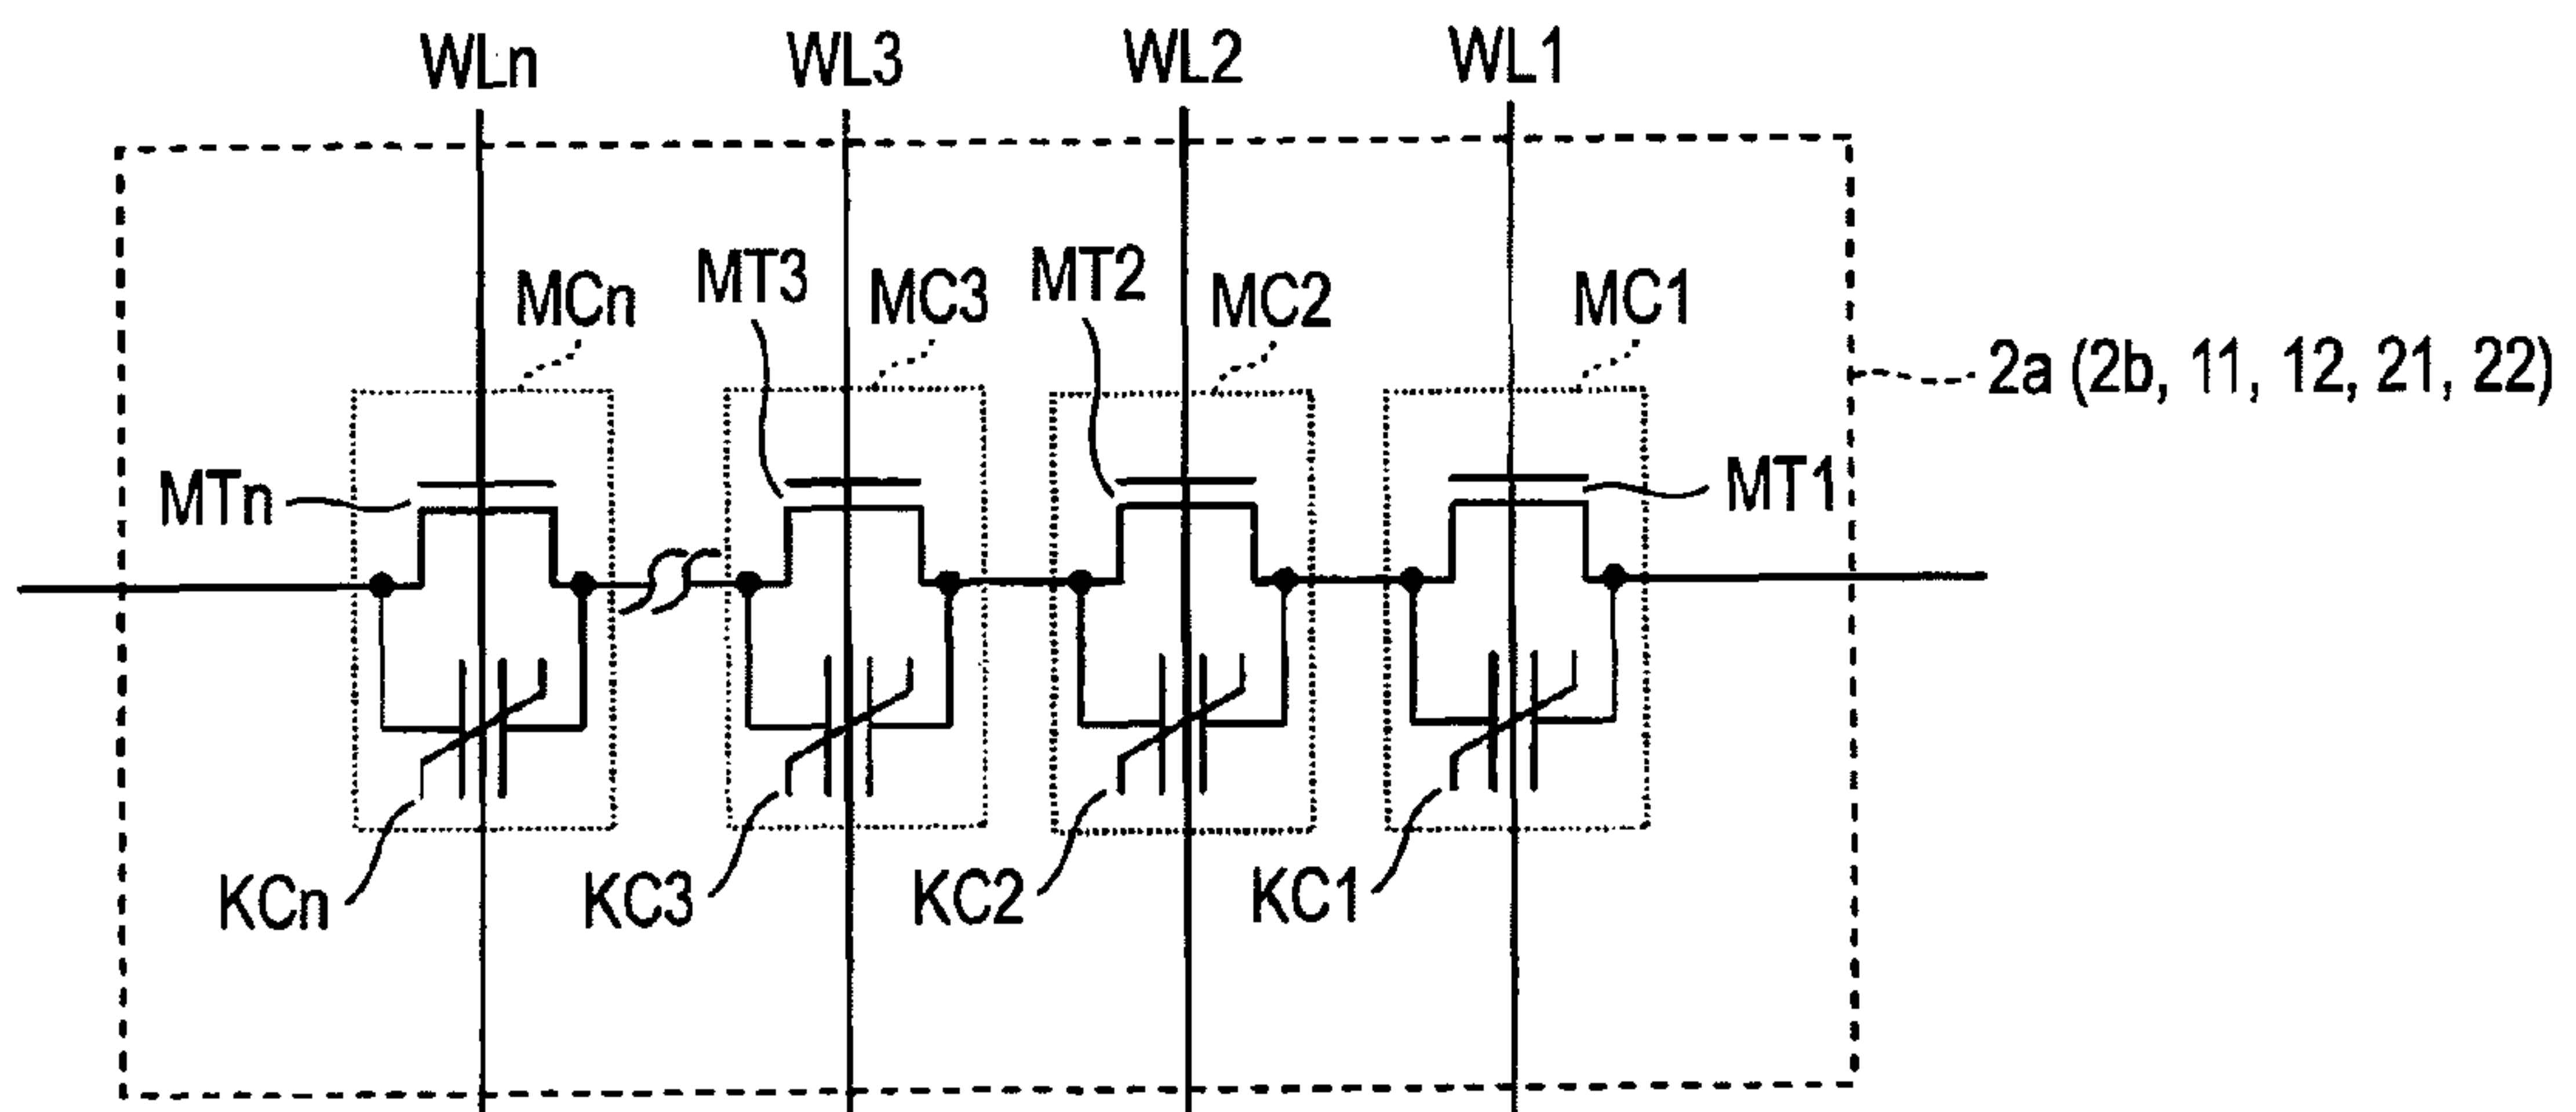 WLn WL3 WL2 WL1
MCn MT3 MC3 MT2 MC2 MC1
2a (2b, 11, 12, 21, 22)
MTn MT1
KCn KC3 KC2 KC1